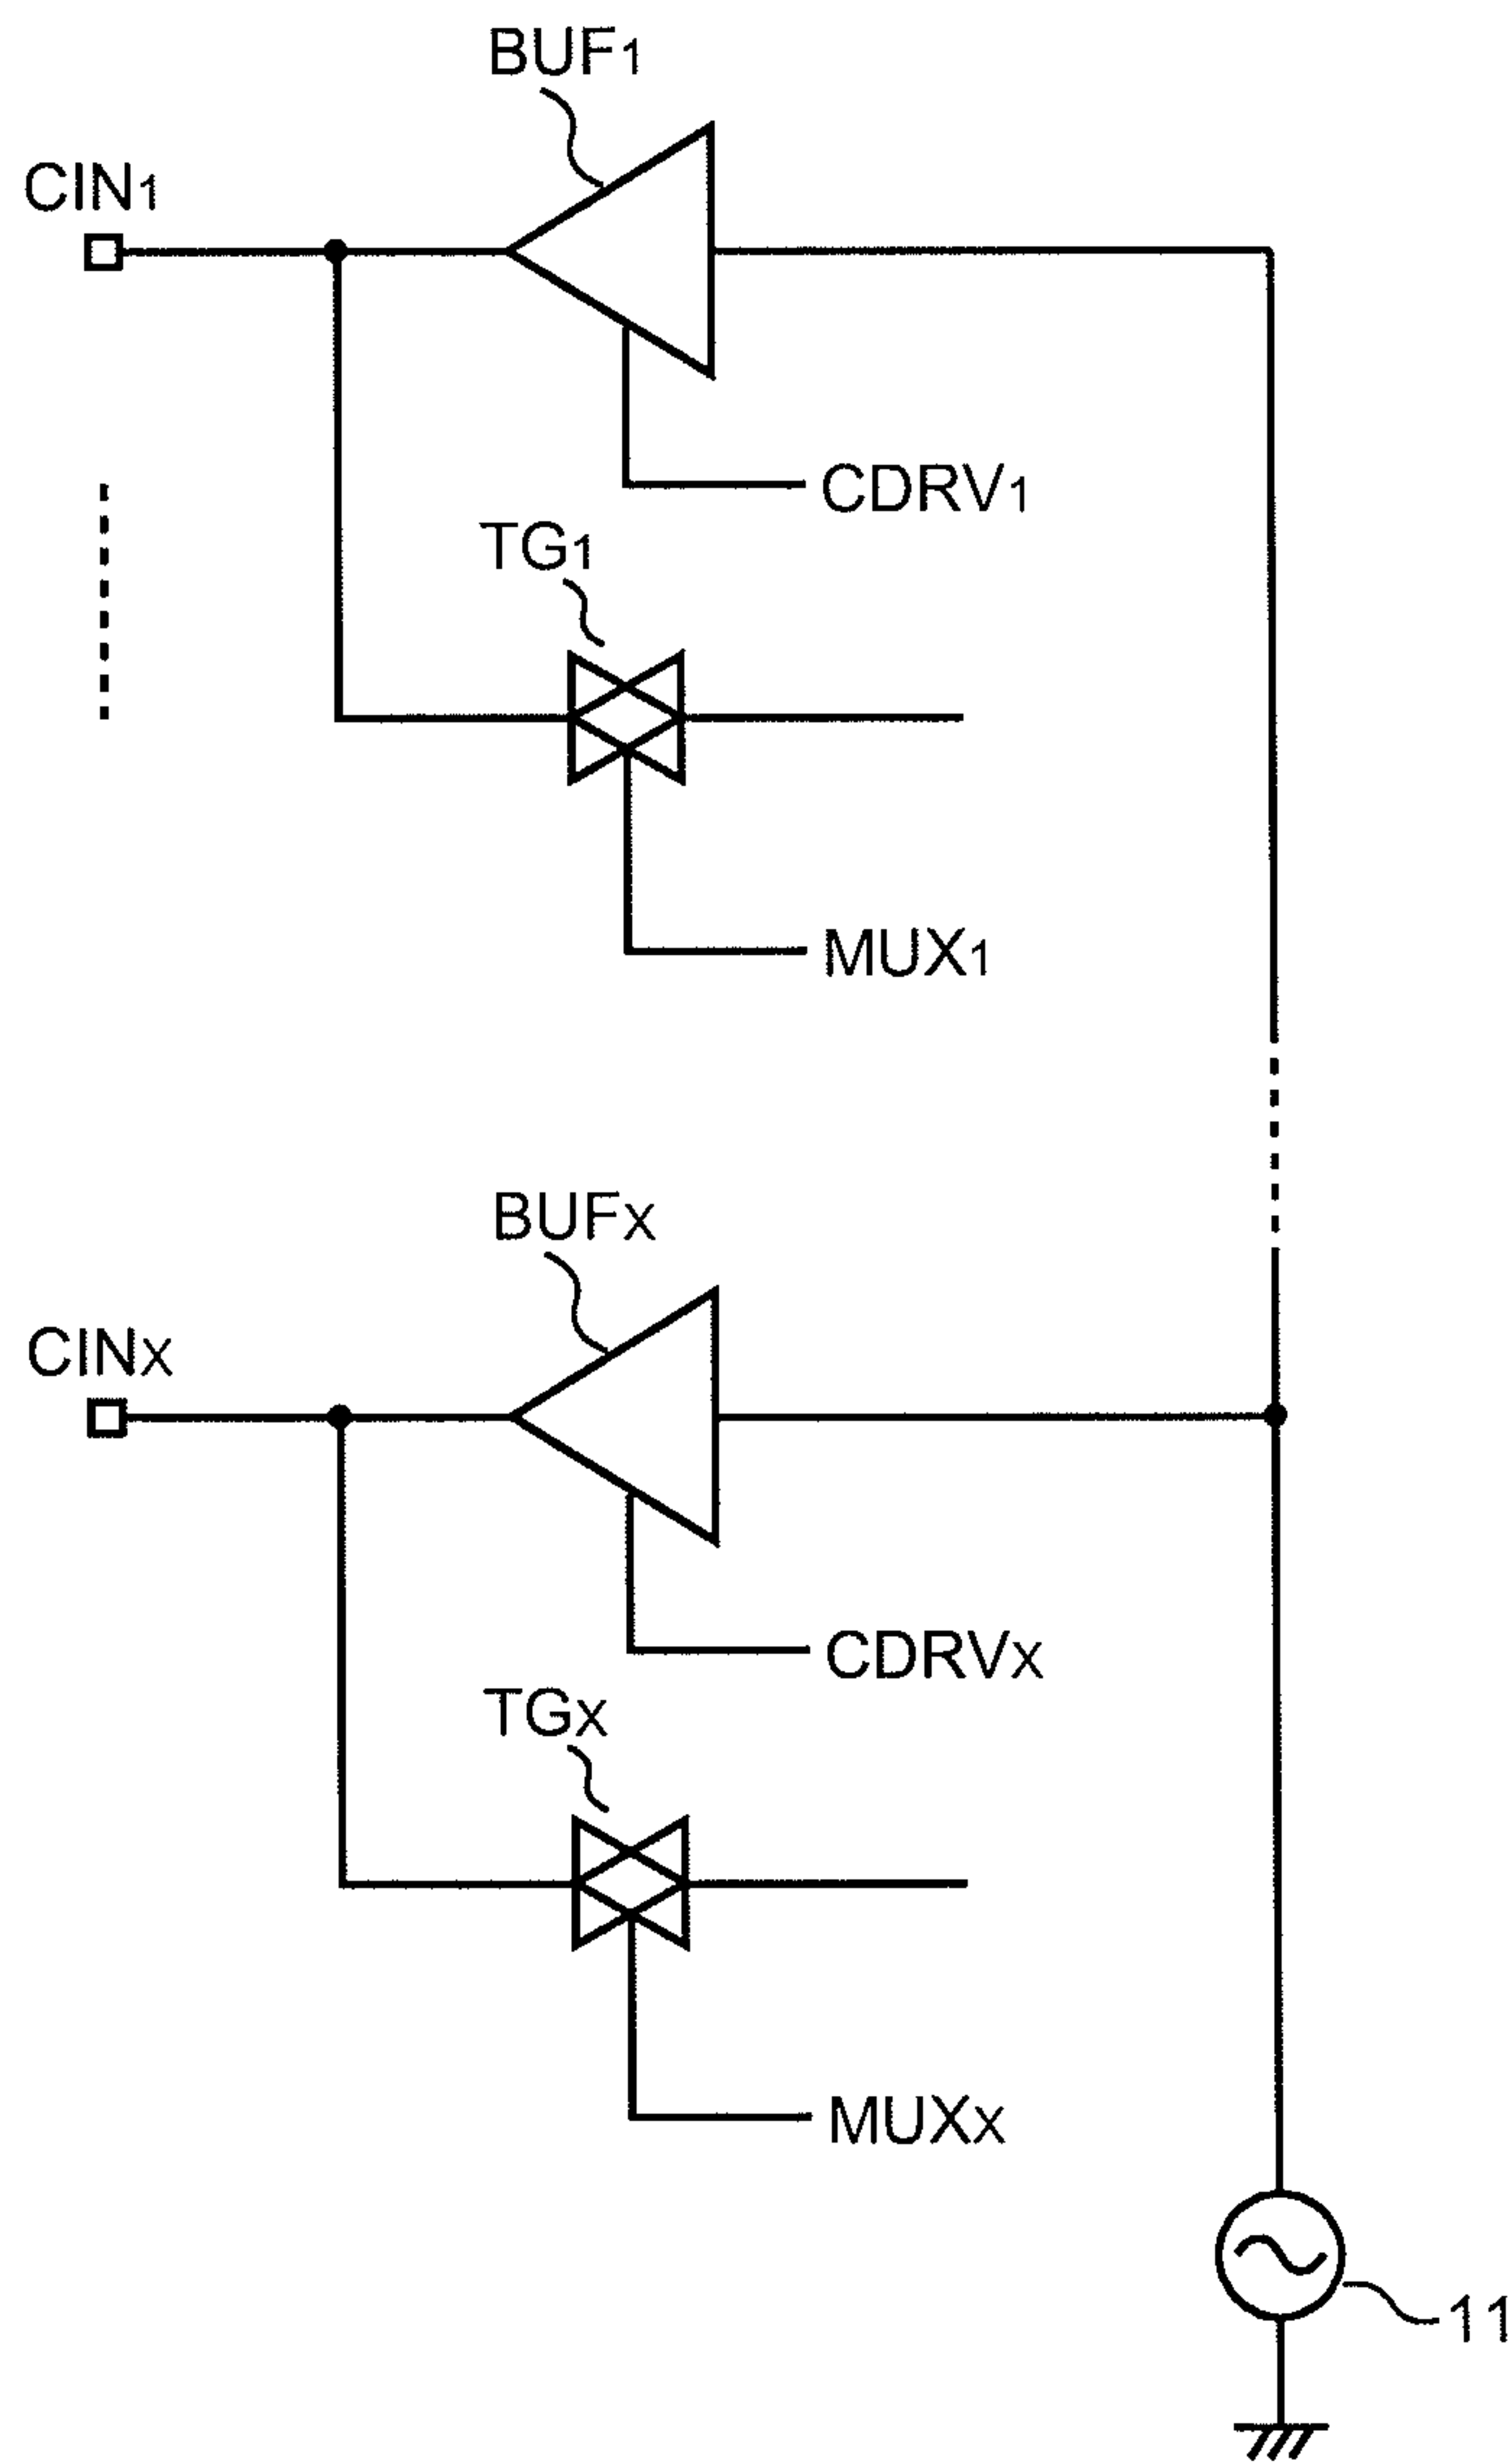 BUF1
CIN1
CDRV1
TG1
MUX1
BUFX
CINX
CDRVX
TGX
MUXX
11